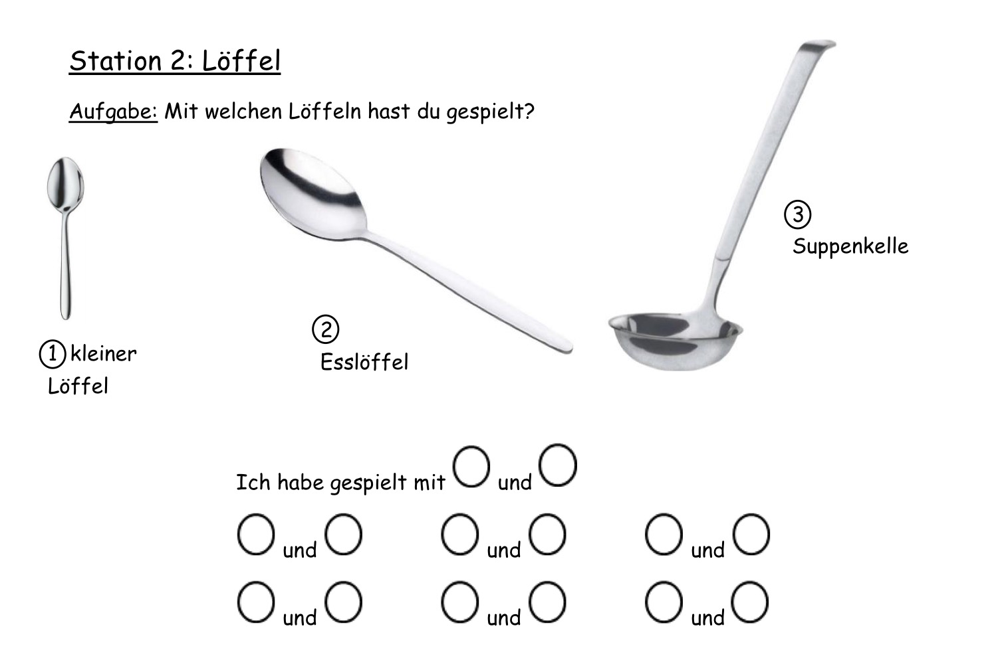 Station 2: Löffel
Aufgabe: Mit welchen Löffeln hast du gespielt?
1 kleiner
Löffel
2
Esslöffel
3
Suppenkelle
Ich habe gespielt mit und
und und und
und und und